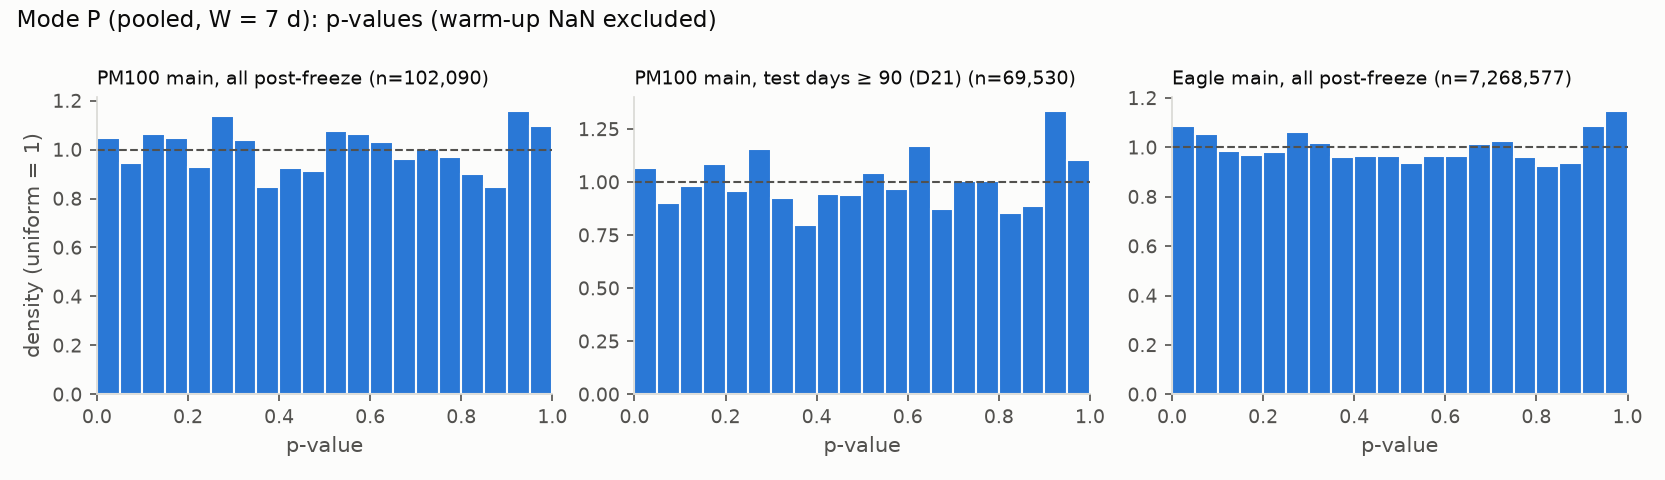 Mode P (pooled, W = 7 d): p-values (warm-up NaN excluded)
PM100 main, all post-freeze (n=102,090)
density (uniform = 1)
1.2
1.0
0.8
0.6
0.4
0.2
0.0
0.0 0.2 0.4 0.6 0.8 1.0
p-value
PM100 main, test days ≥ 90 (D21) (n=69,530)
1.25
1.00
0.75
0.50
0.25
0.00
0.0 0.2 0.4 0.6 0.8 1.0
p-value
Eagle main, all post-freeze (n=7,268,577)
1.2
1.0
0.8
0.6
0.4
0.2
0.0
0.0 0.2 0.4 0.6 0.8 1.0
p-value